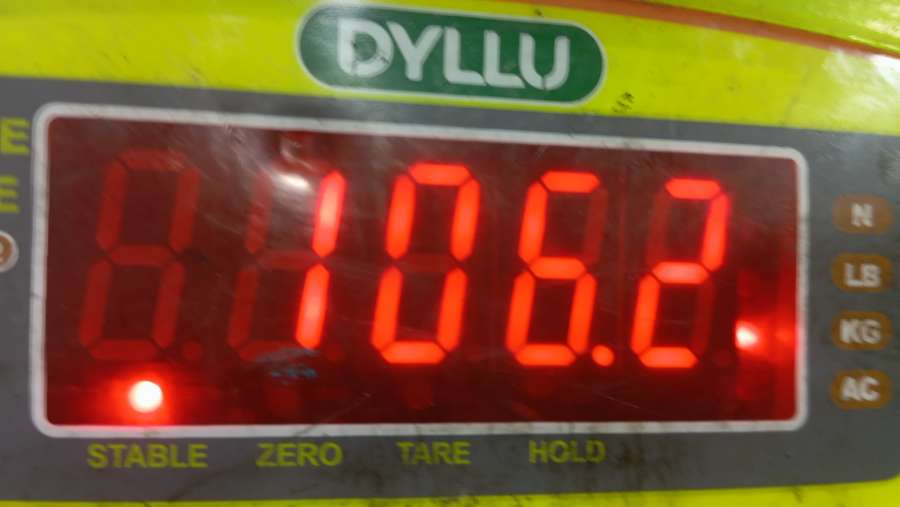 DYLLU
E
E
106.2
N
LB
KG
AC
STABLE ZERO TARE HOLD